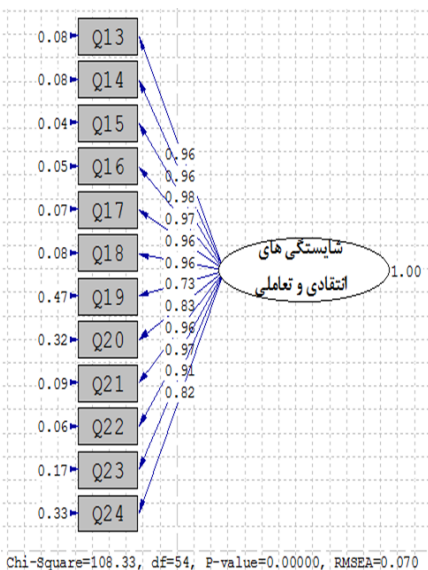 0.08 Q13
0.08 Q14
0.04 Q15
0.05 Q16
0.07 Q17
0.08 Q18
0.47 Q19
0.32 Q20
0.09 Q21
0.06 Q22
0.17 Q23
0.33 Q24
0.96
0.96
0.98
0.97
0.96
0.96
0.73
0.83
0.96
0.97
0.91
0.82
شایستگی های
انتقادی و تعاملی
1.00
Chi-Square=108.33, df=54, P-value=0.00000, RMSEA=0.070